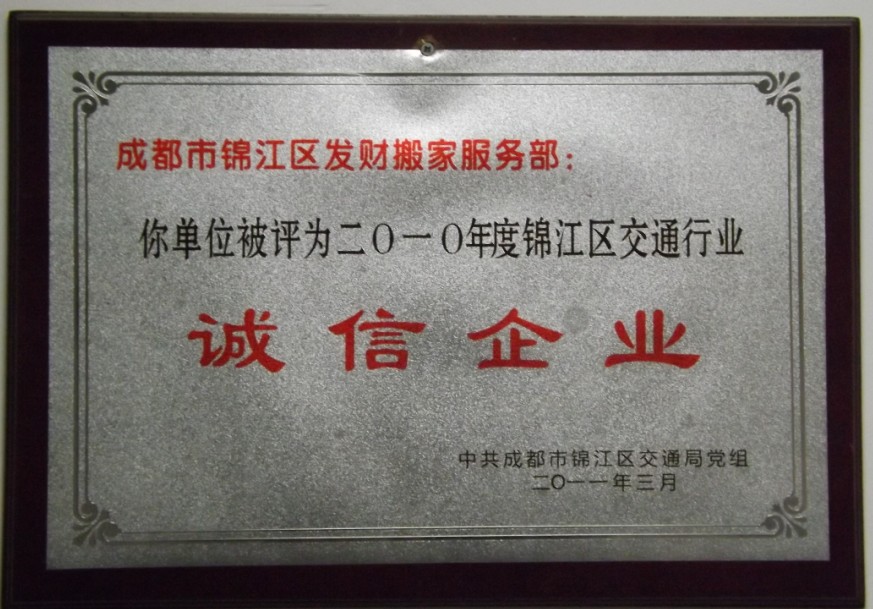 成都市锦江区发财搬家服务部：
你单位被评为二〇一〇年度锦江区交通行业
诚信企业
中共成都市锦江区交通局党组
二〇一一年三月